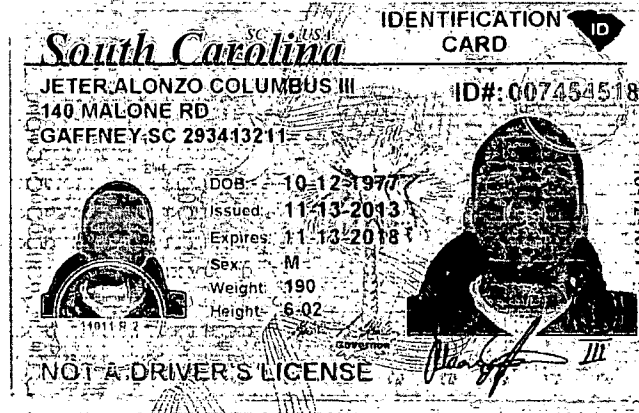 SC USA
South Carolina
IDENTIFICATION CARD
ID
JETER ALONZO COLUMBUS III
140 MALONE RD
GAFFNEY SC 293413211
ID#: 007454518
DOB: 10-12-1977
Issued: 11-13-2013
Expires: 11-13-2018
Sex: M
Weight: 190
Height: 6-02
Governor
III
NOT A DRIVER'S LICENSE